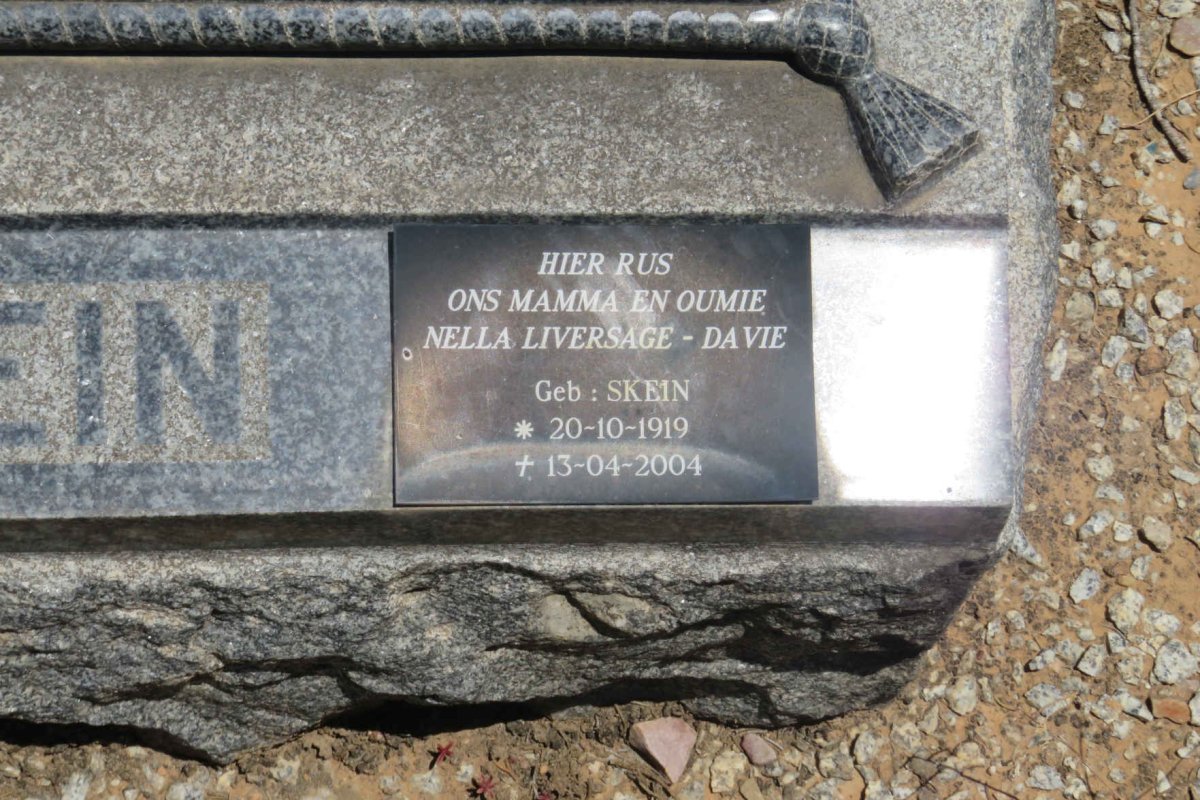 EIN
HIER RUS
ONS MAMMA EN OUMIE
NELLA LIVERSAGE - DAVIE
Geb : SKEIN
* 20-10-1919
† 13-04-2004